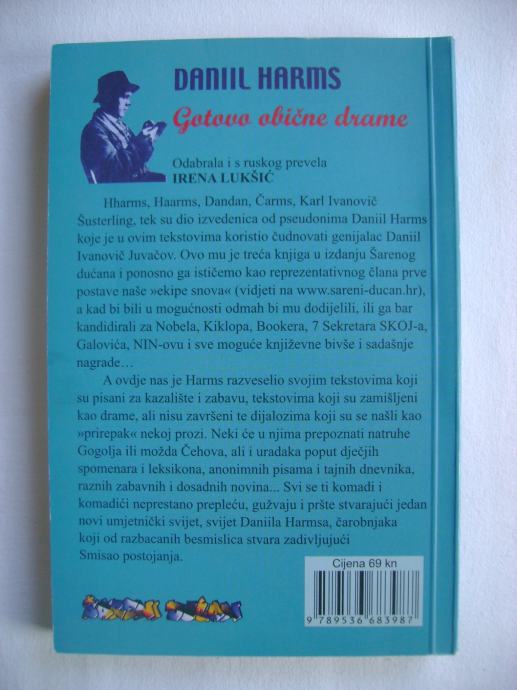 DANIIL HARMS
Gotovo obične drame
Odabrala i s ruskog prevela
IRENA LUKŠIĆ
Hharms, Haarms, Dandan, Čarms, Karl Ivanovič
Šusterling, tek su dio izvedenica od pseudonima Daniil Harms
koje je u ovim tekstovima koristio čudnovati genijalac Daniil
Ivanovič Juvačov. Ovo mu je treća knjiga u izdanju Šarenog
dućana i ponosno ga ističemo kao reprezentativnog člana prve
postave naše »ekipe snova« (vidjeti na www.sareni-ducan.hr),
a kad bi bili u mogućnosti odmah bi mu dodijelili, ili ga bar
kandidirali za Nobela, Kiklopa, Bookera, 7 Sekretara SKOJ-a,
Galovića, NIN-ovu i sve moguće književne bivše i sadašnje
nagrade…
A ovdje nas je Harms razveselio svojim tekstovima koji
su pisani za kazalište i zabavu, tekstovima koji su zamišljeni
kao drame, ali nisu završeni te dijalozima koji su se našli kao
»prirepak« nekoj prozi. Neki će u njima prepoznati natruhe
Gogolja ili možda Čehova, ali i uradaka poput dječjih
spomenara i leksikona, anonimnih pisama i tajnih dnevnika,
raznih zabavnih i dosadnih novina... Svi se ti komadi i
komadići neprestano prepleću, gužvaju i pršte stvarajući jedan
novi umjetnički svijet, svijet Daniila Harmsa, čarobnjaka
koji od razbacanih besmislica stvara zadivljujući
Smisao postojanja.
Cijena 69 kn
ŠARENI DUĆAN
9 789536 683987